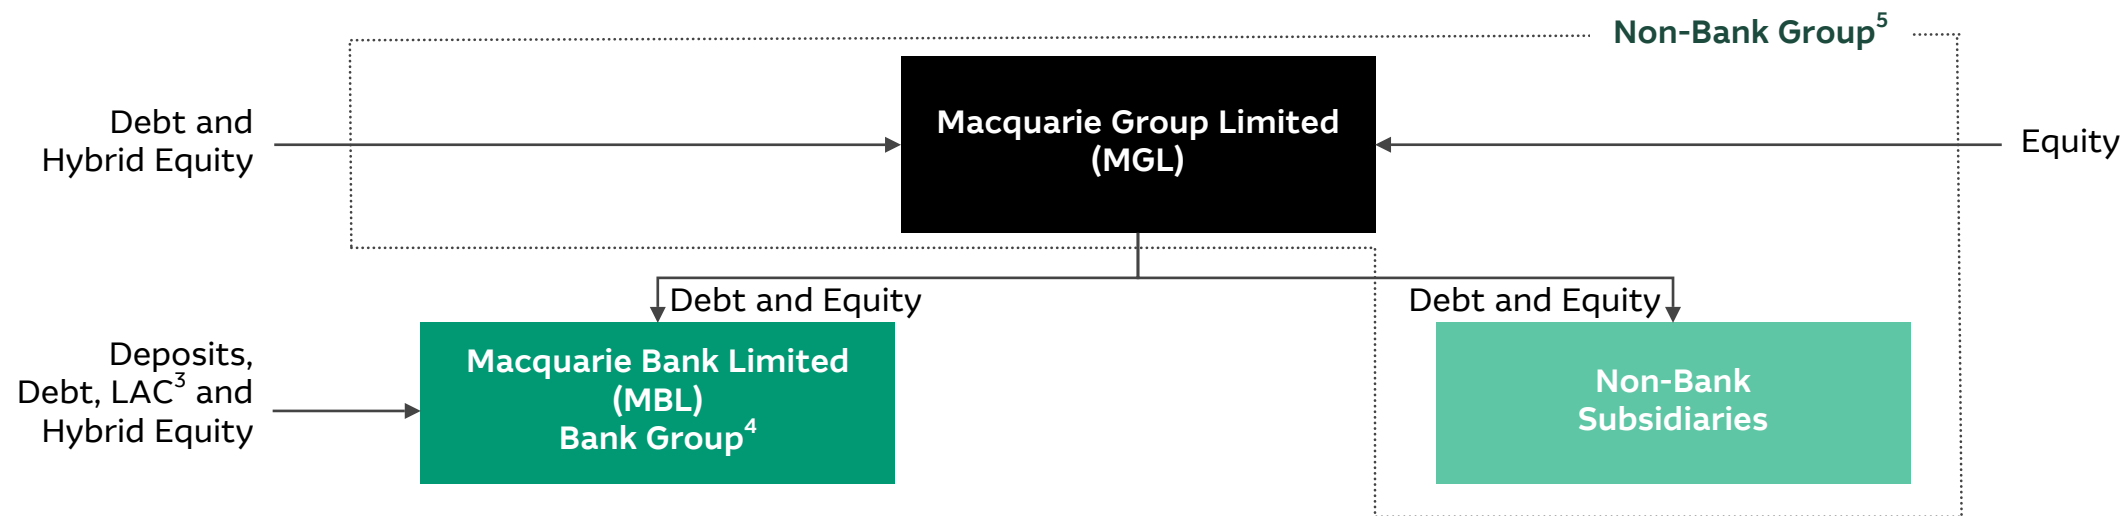 Non-Bank Group⁵
Debt and
Hybrid Equity
Macquarie Group Limited
(MGL)
Equity
Debt and Equity
Debt and Equity
Deposits,
Debt, LAC³ and
Hybrid Equity
Macquarie Bank Limited
(MBL)
Bank Group⁴
Non-Bank
Subsidiaries